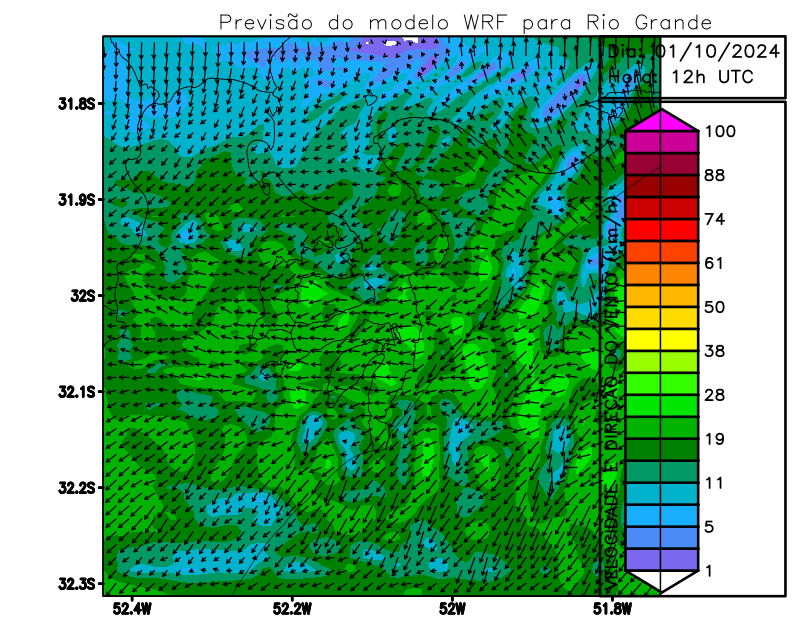 Previsão do modelo WRF para Rio Grande
Dia: 01/10/2024
Hora: 12h UTC
31.8S
31.9S
32S
32.1S
32.2S
32.3S
52.4W
52.2W
52W
51.8W
VELOCIDADE E DIREÇÃO DO VENTO (km/h)
100
88
74
61
50
38
28
19
11
5
1